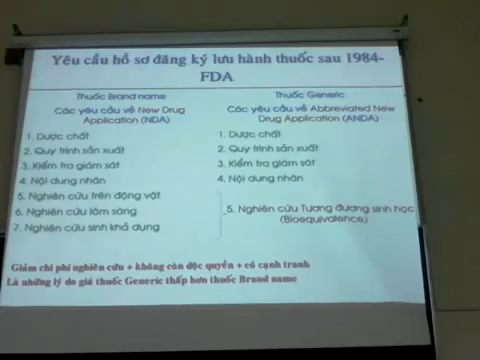 Yêu cầu hồ sơ đăng ký lưu hành thuốc sau 1984-
FDA
Thuốc Brand name
Các yêu cầu về New Drug
Application (NDA)
1. Dược chất
2. Quy trình sản xuất
3. Kiểm tra giám sát
4. Nội dung nhãn
5. Nghiên cứu trên động vật
6. Nghiên cứu lâm sàng
7. Nghiên cứu sinh khả dụng
Thuốc Generic
Các yêu cầu về Abbreviated New
Drug Application (ANDA)
1. Dược chất
2. Quy trình sản xuất
3. Kiểm tra giám sát
4. Nội dung nhãn
5. Nghiên cứu Tương đương sinh học
(Bioequivalence)
Giảm chi phí nghiên cứu + không còn độc quyền + có cạnh tranh
Là những lý do giá thuốc Generic thấp hơn thuốc Brand name